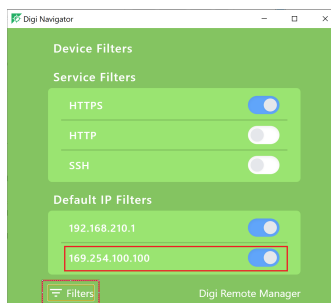 Digi Navigator
Device Filters
Service Filters
HTTPS
HTTP
SSH
Default IP Filters
192.168.210.1
169.254.100.100
Filters
Digi Remote Manager